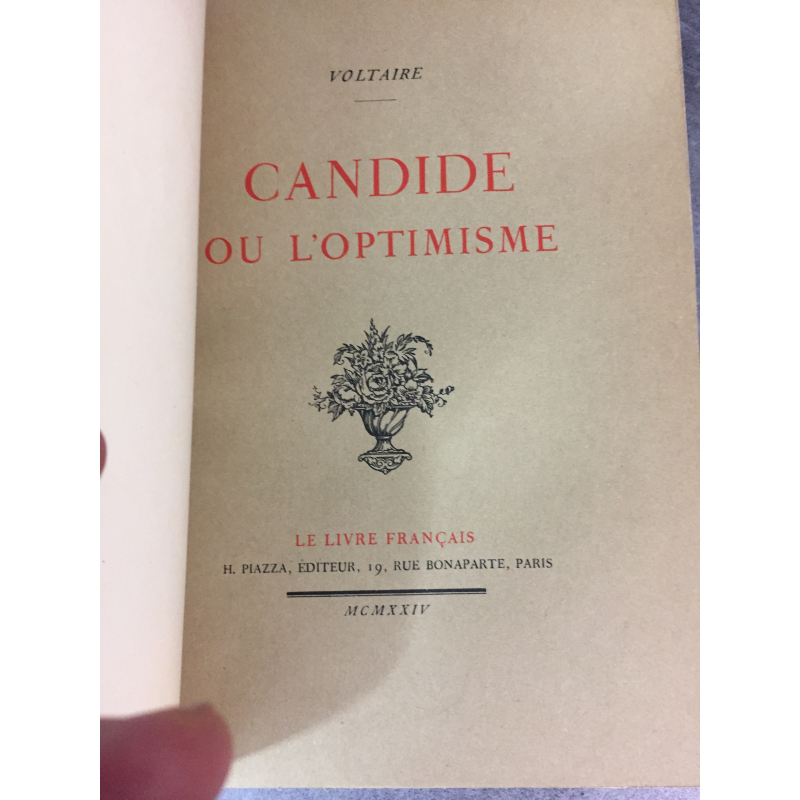 VOLTAIRE
CANDIDE
OU L'OPTIMISME
LE LIVRE FRANÇAIS
H. PIAZZA, ÉDITEUR, 19, RUE BONAPARTE, PARIS
MCMXXIV